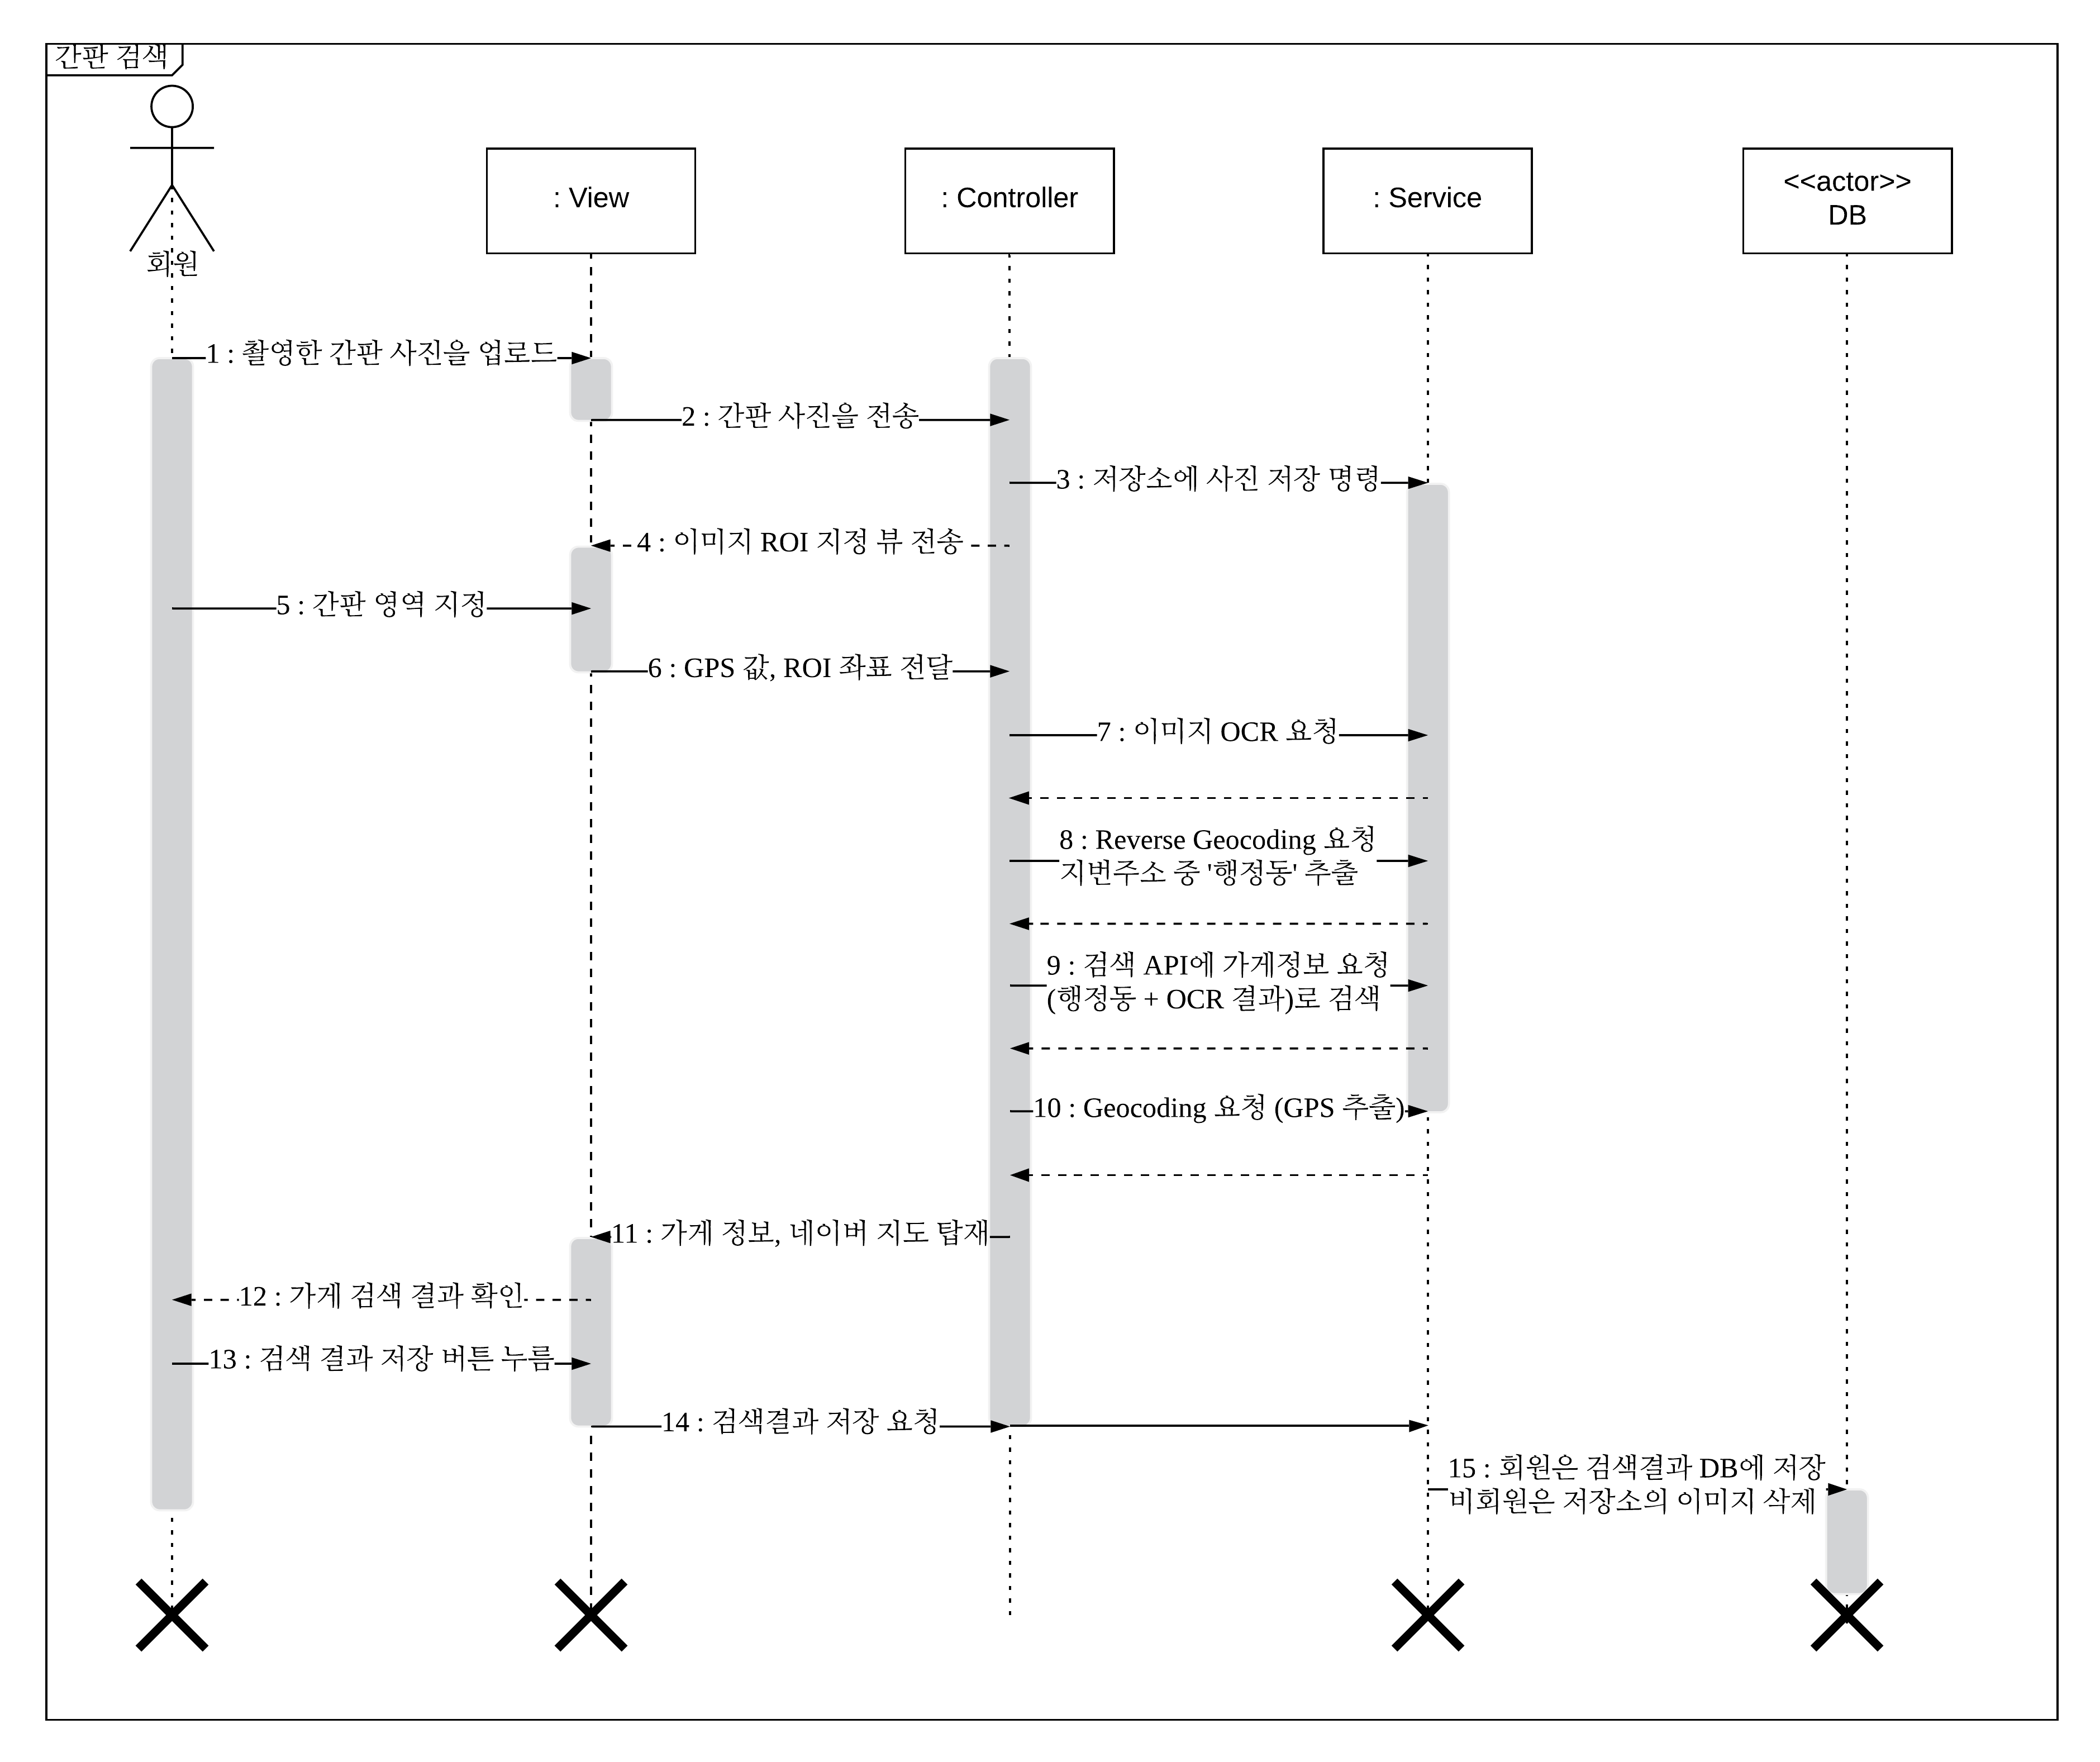 간판 검색
회원
: View
: Controller
: Service
<<actor>>
DB
1 : 촬영한 간판 사진을 업로드
2 : 간판 사진을 전송
3 : 저장소에 사진 저장 명령
4 : 이미지 ROI 지정 뷰 전송
5 : 간판 영역 지정
6 : GPS 값, ROI 좌표 전달
7 : 이미지 OCR 요청
8 : Reverse Geocoding 요청
지번주소 중 '행정동' 추출
9 : 검색 API에 가게정보 요청
(행정동 + OCR 결과)로 검색
10 : Geocoding 요청 (GPS 추출)
11 : 가게 정보, 네이버 지도 탑재
12 : 가게 검색 결과 확인
13 : 검색 결과 저장 버튼 누름
14 : 검색결과 저장 요청
15 : 회원은 검색결과 DB에 저장
비회원은 저장소의 이미지 삭제